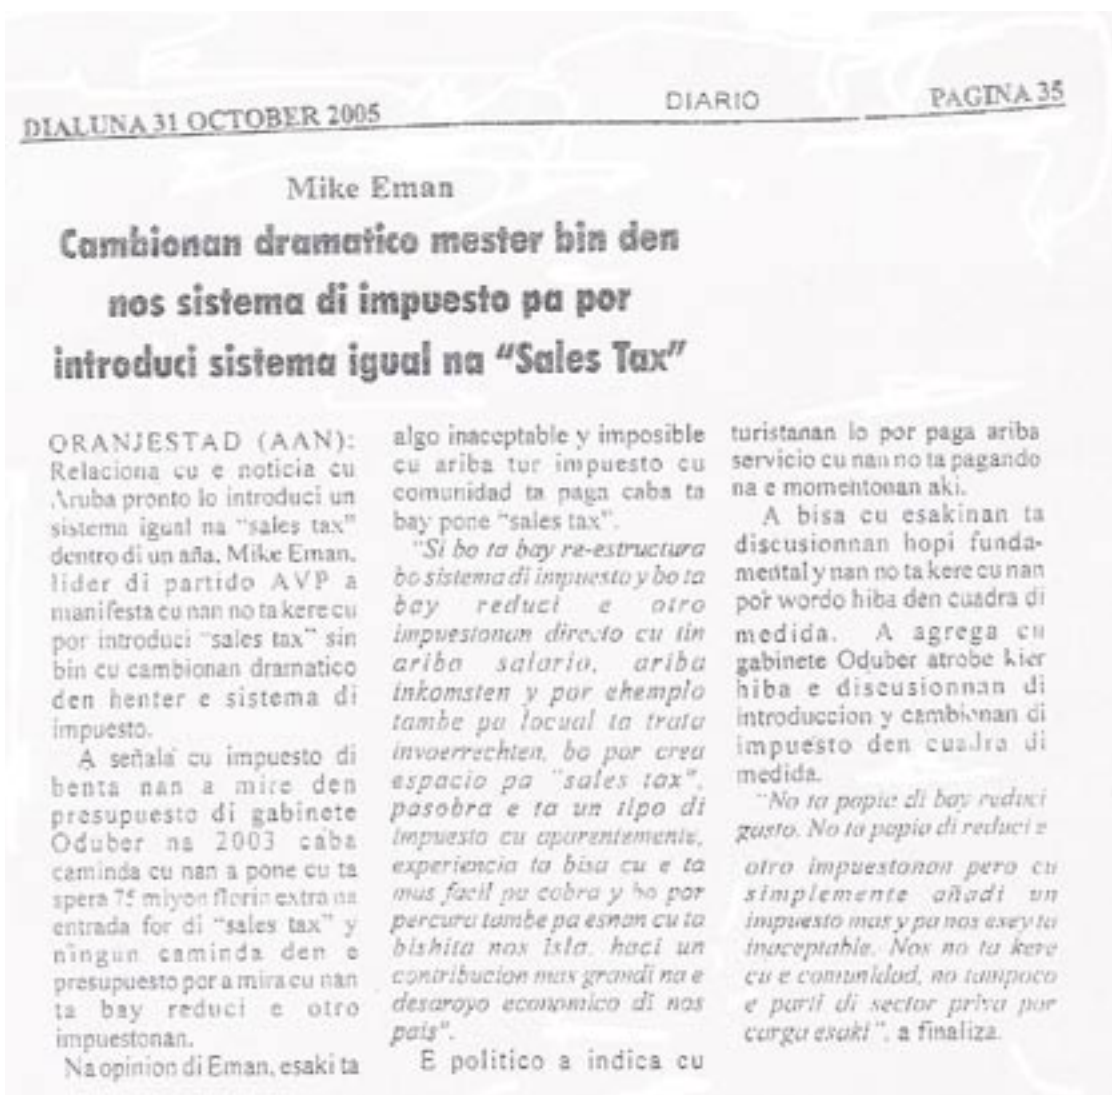 DIALUNA 31 OCTOBER 2005
DIARIO
PAGINA 35
Mike Eman
Cambionan dramatico mester bin den
nos sistema di impuesto pa por
introduci sistema igual na “Sales Tax”
ORANJESTAD (AAN):
Relaciona cu e noticia cu
Aruba pronto lo introduci un
sistema igual na “sales tax”
dentro di un aña, Mike Eman,
lider di partido AVP a
manifesta cu nan no ta kere cu
por introduci “sales tax” sin
bin cu cambionan dramatico
den henter e sistema di
impuesto.
A señala cu impuesto di
benta nan a mire den
presupuesto di gabinete
Oduber na 2003 caba
caminda cu nan a pone cu ta
spera 75 miyon florin extra na
entrada for di “sales tax” y
ningun caminda den e
presupuesto por a mira cu nan
ta bay reduci e otro
impuestonan.
Na opinion di Eman, esaki ta
algo inaceptable y imposible
cu ariba tur impuesto cu
comunidad ta paga caba ta
bay pone “sales tax”.
“Si bo ta bay re-estructura
bo sistema di impuesto y bo ta
bay reduci e otro
impuestonan directo cu tin
ariba salario, ariba
inkomsten y por ehemplo
tambe pa locual ta trata
invoerrechten, bo por crea
espacio pa “sales tax”,
pasobra e ta un tipo di
impuesto cu aparentemente,
experiencia ta bisa cu e ta
mas facil pa cobra y bo por
percura tambe pa esnan cu ta
bishita nos isla, haci un
contribucion mas grandi na e
desaroyo economico di nos
pais”.
E politico a indica cu
turistanan lo por paga ariba
servicio cu nan no ta pagando
na e momentonan aki.
A bisa cu esakinan ta
discusionnan hopi funda-
mental y nan no ta kere cu nan
por wordo hiba den cuadra di
medida. A agrega cu
gabinete Oduber atrobe kier
hiba e discusionnan di
introduccion y cambionan di
impuesto den cuadra di
medida.
“No ta papia di bay reduci
gasto. No ta papia di reduci e
otro impuestonan pero cu
simplemente añadi un
impuesto mas y pa nos esey ta
inaceptable. Nos no ta kere
cu e comunidad, no tampoco
e parti di sector priva por
carga esaki”, a finaliza.